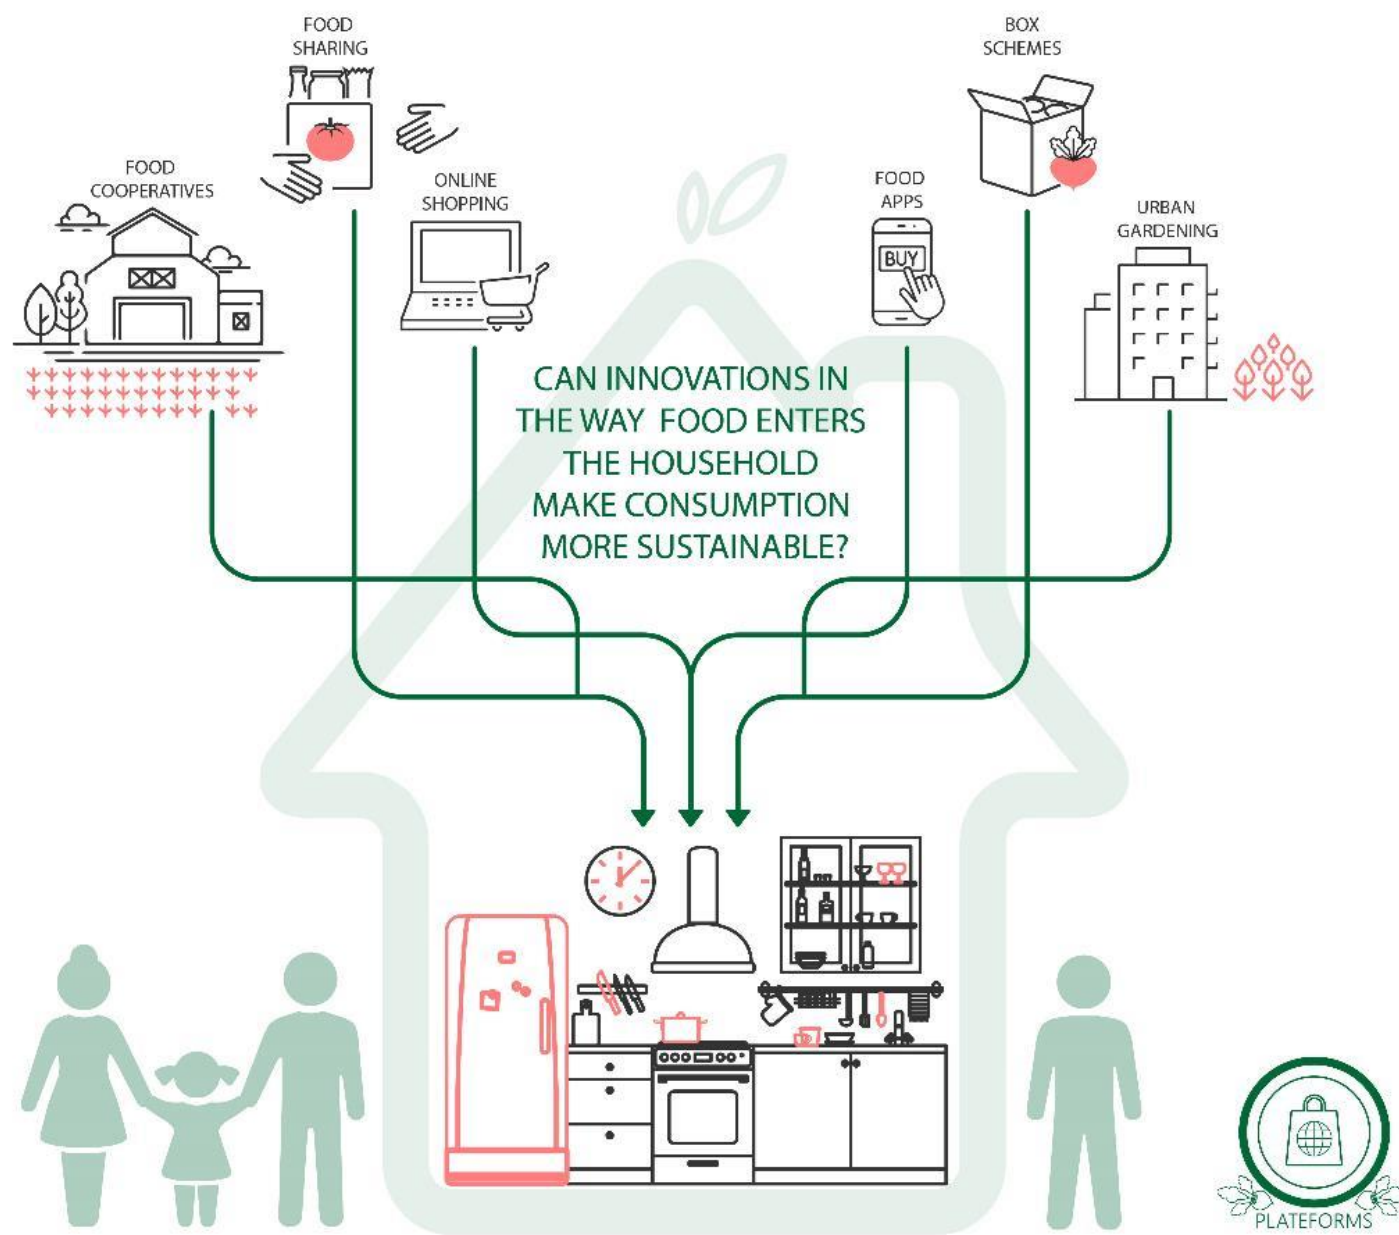 FOOD
SHARING
BOX
SCHEMES
FOOD
COOPERATIVES
ONLINE
SHOPPING
FOOD
APPS
BUY
URBAN
GARDENING
CAN INNOVATIONS IN
THE WAY FOOD ENTERS
THE HOUSEHOLD
MAKE CONSUMPTION
MORE SUSTAINABLE?
PLATEFORMS